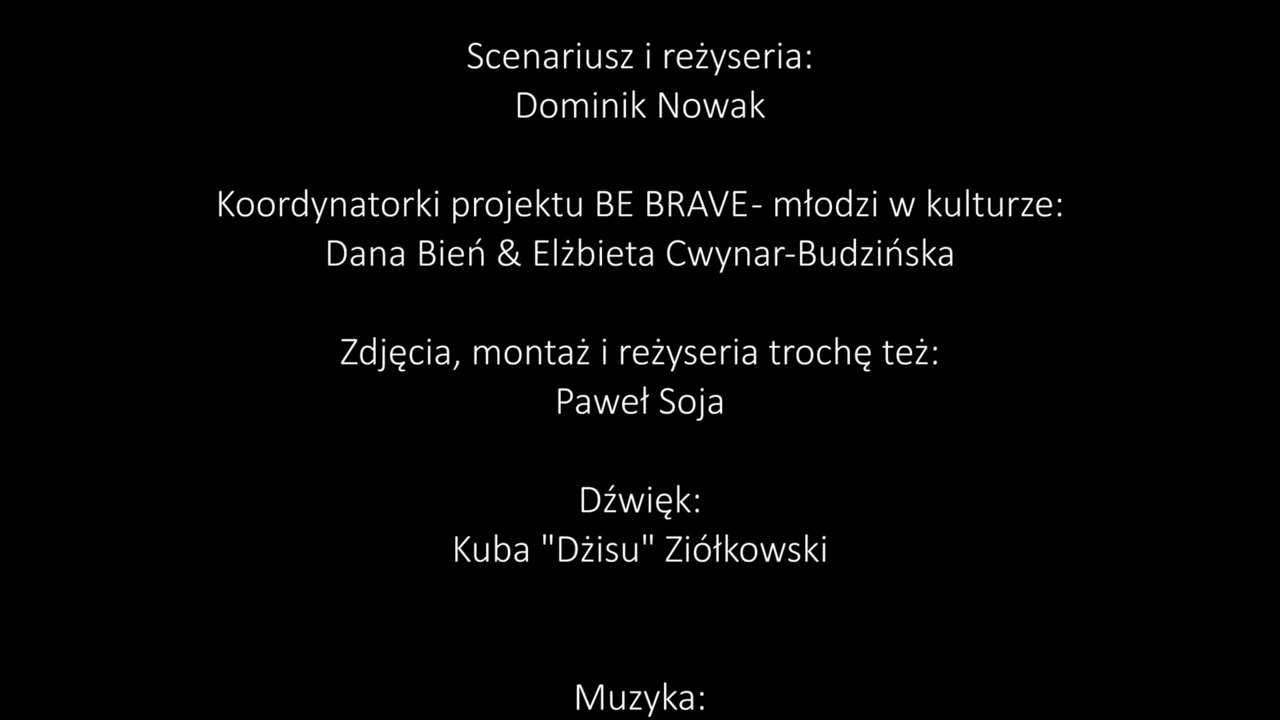 Scenariusz i reżyseria:
Dominik Nowak
Koordynatorki projektu BE BRAVE- młodzi w kulturze:
Dana Bień & Elżbieta Cwynar-Budzińska
Zdjęcia, montaż i reżyseria trochę też:
Paweł Soja
Dźwięk:
Kuba "Dżisu" Ziółkowski
Muzyka: